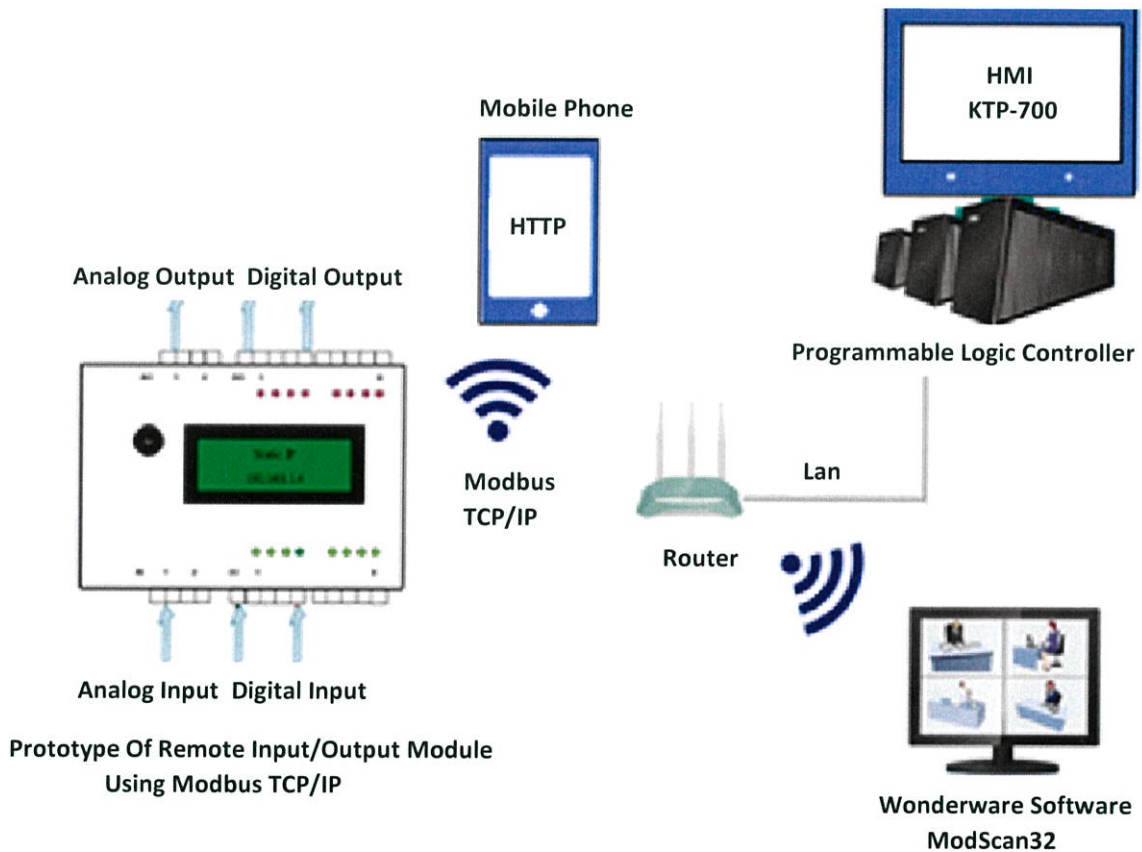 HMI
KTP-700
Mobile Phone
HTTP
Analog Output Digital Output
Programmable Logic Controller
Modbus
TCP/IP
Lan
Router
Analog Input Digital Input
Prototype Of Remote Input/Output Module
Using Modbus TCP/IP
Wonderware Software
ModScan32